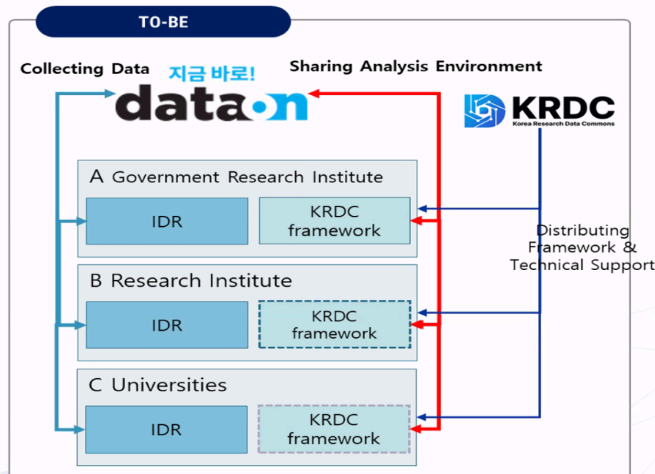 TO-BE
Collecting Data
지금 바로!
dataon
Sharing Analysis Environment
KRDC
Korea Research Data Commons
A Government Research Institute
IDR
KRDC
framework
Distributing
Framework &
Technical Support
B Research Institute
IDR
KRDC
framework
C Universities
IDR
KRDC
framework